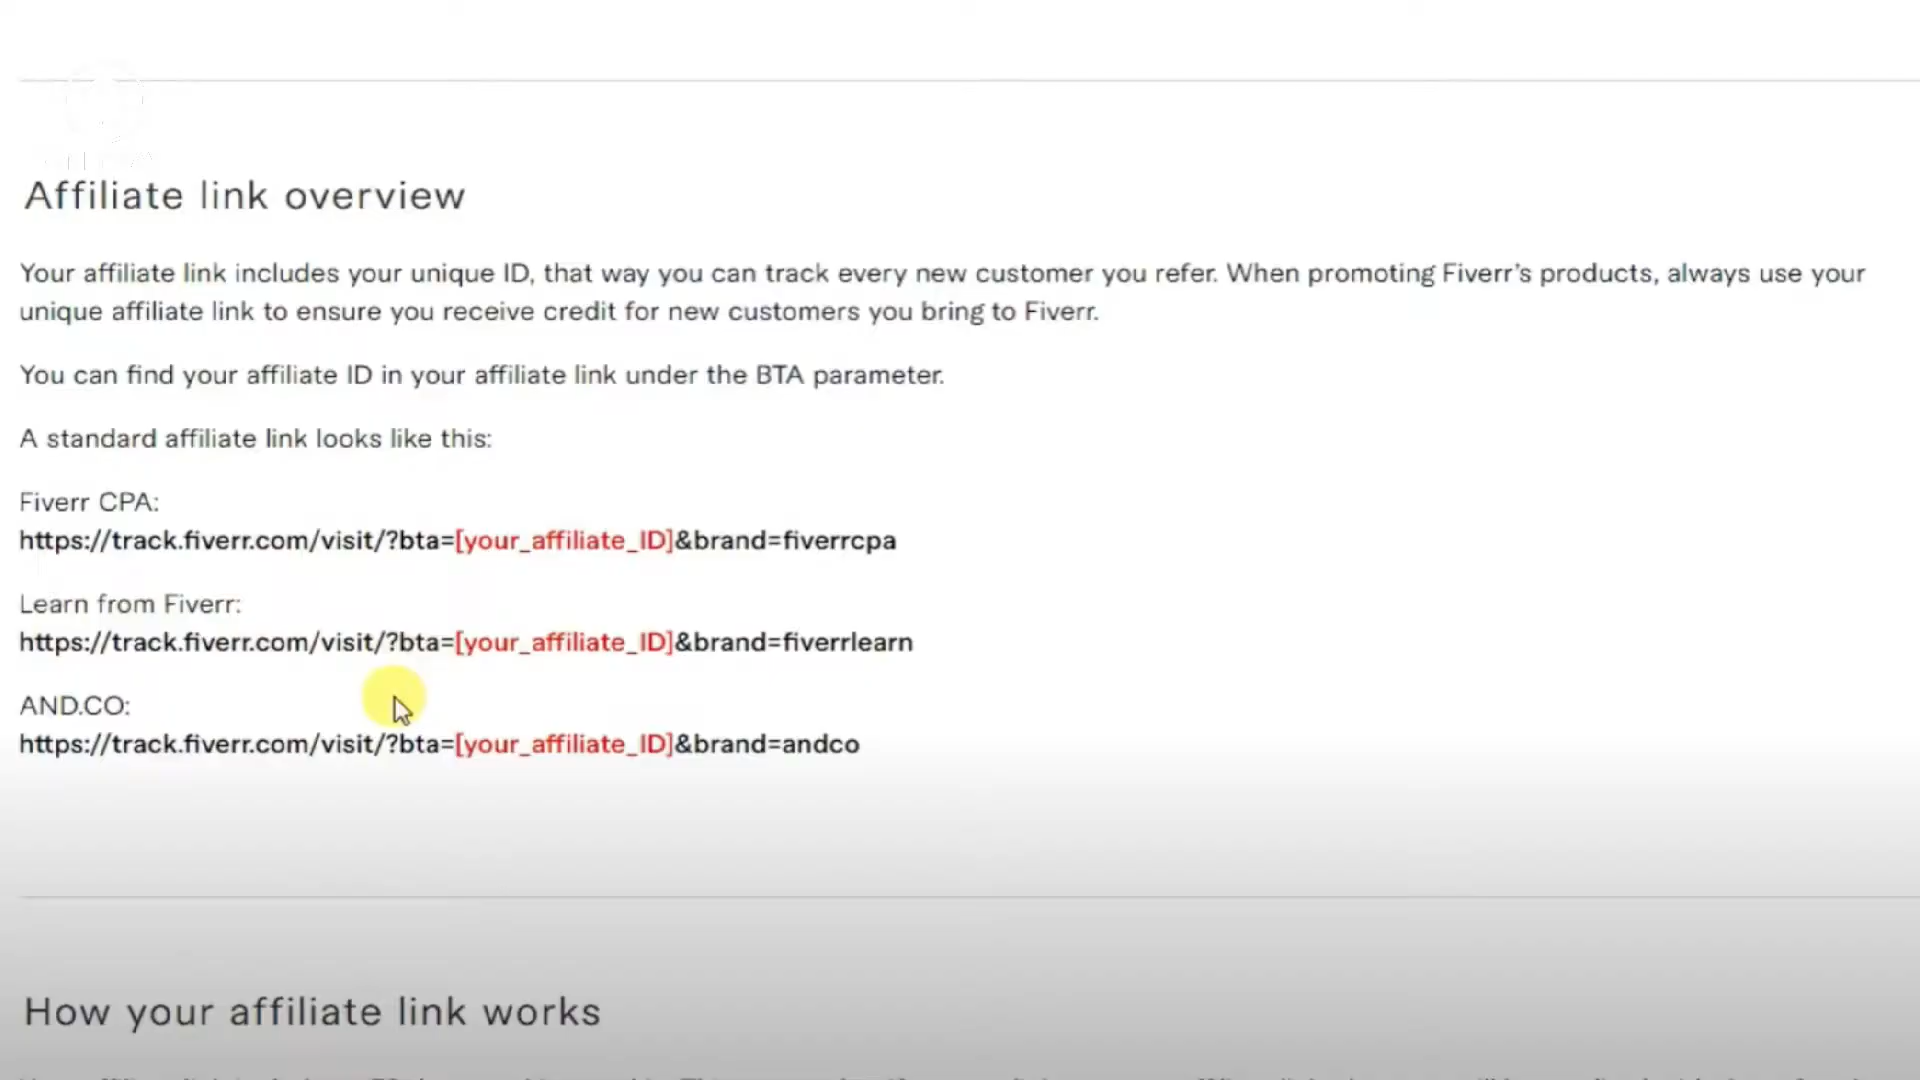 Affiliate link overview
Your affiliate link includes your unique ID, that way you can track every new customer you refer. When promoting Fiverr's products, always use your
unique affiliate link to ensure you receive credit for new customers you bring to Fiverr.
You can find your affiliate ID in your affiliate link under the BTA parameter.
A standard affiliate link looks like this:
Fiverr CPA:
https://track.fiverr.com/visit/?bta=[your_affiliate_ID]&brand=fiverrcpa
Learn from Fiverr:
https://track.fiverr.com/visit/?bta=[your_affiliate_ID]&brand=fiverrlearn
AND.CO:
https://track.fiverr.com/visit/?bta=[your_affiliate_ID]&brand=andco
How your affiliate link works